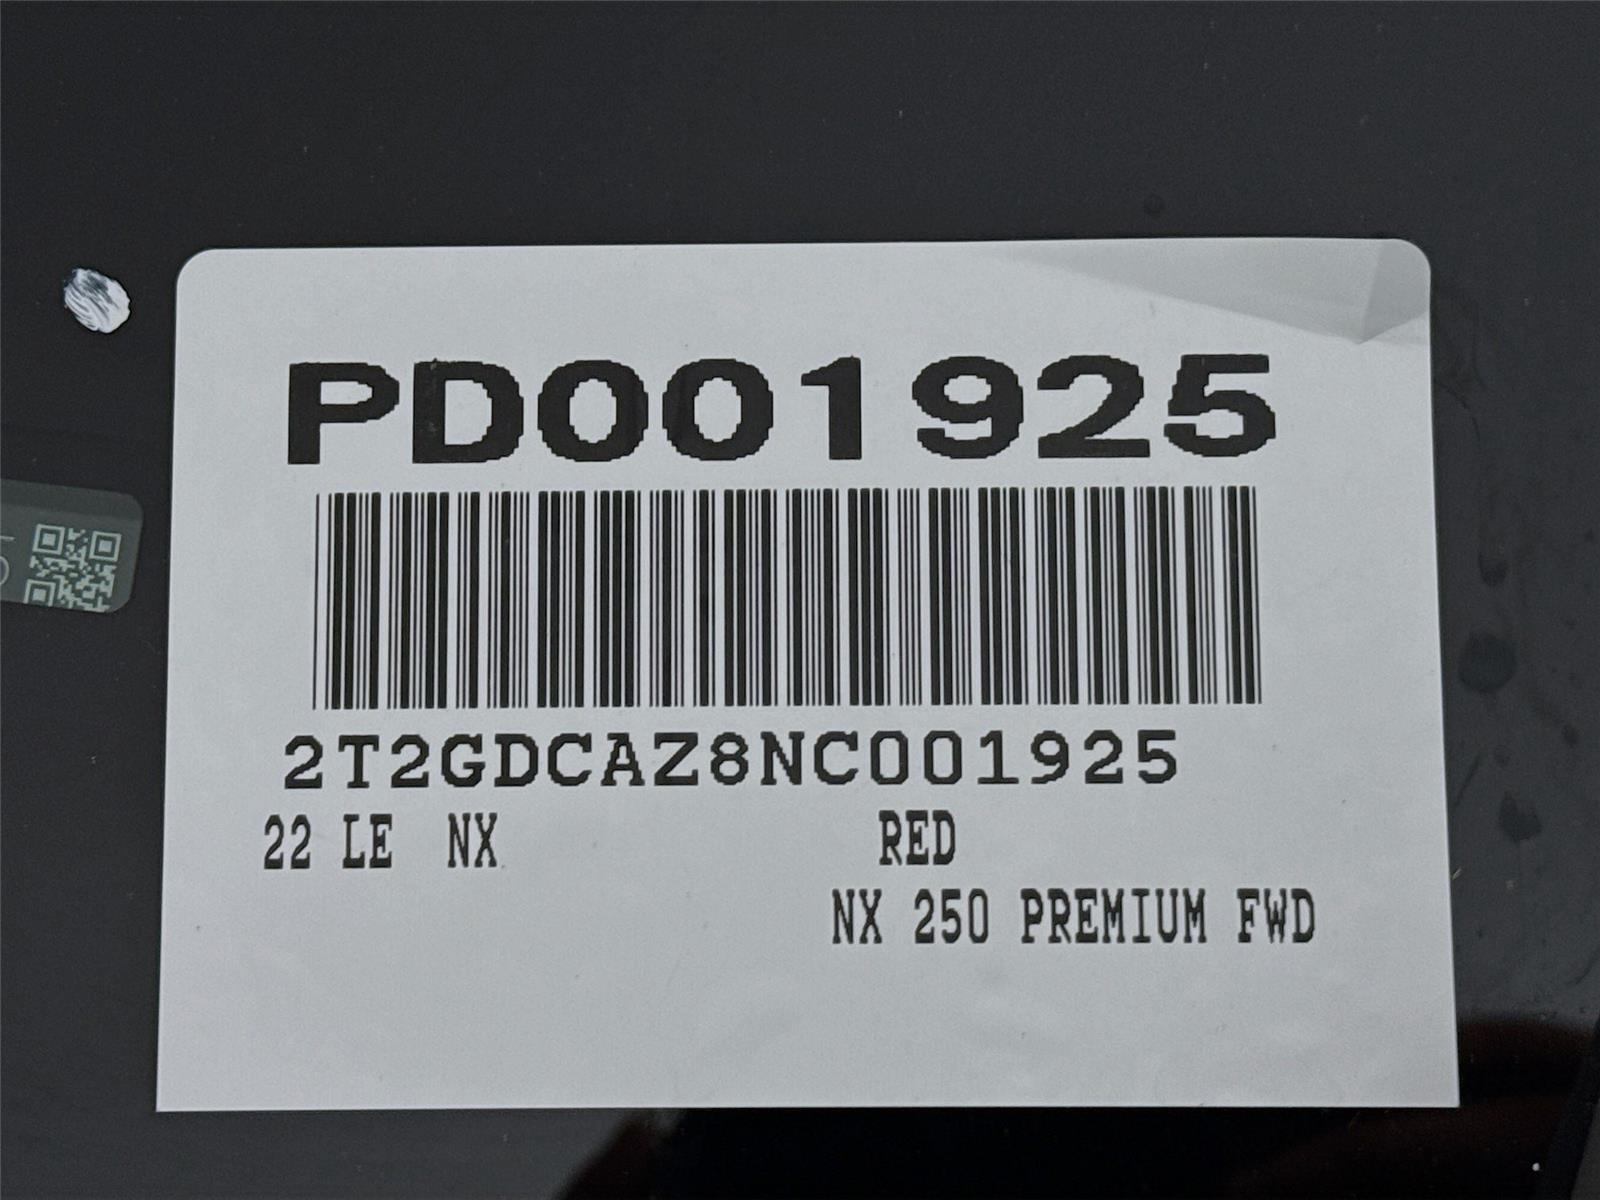 PD001925
2T2GDCAZ8NC001925
22 LE NX RED
NX 250 PREMIUM FWD